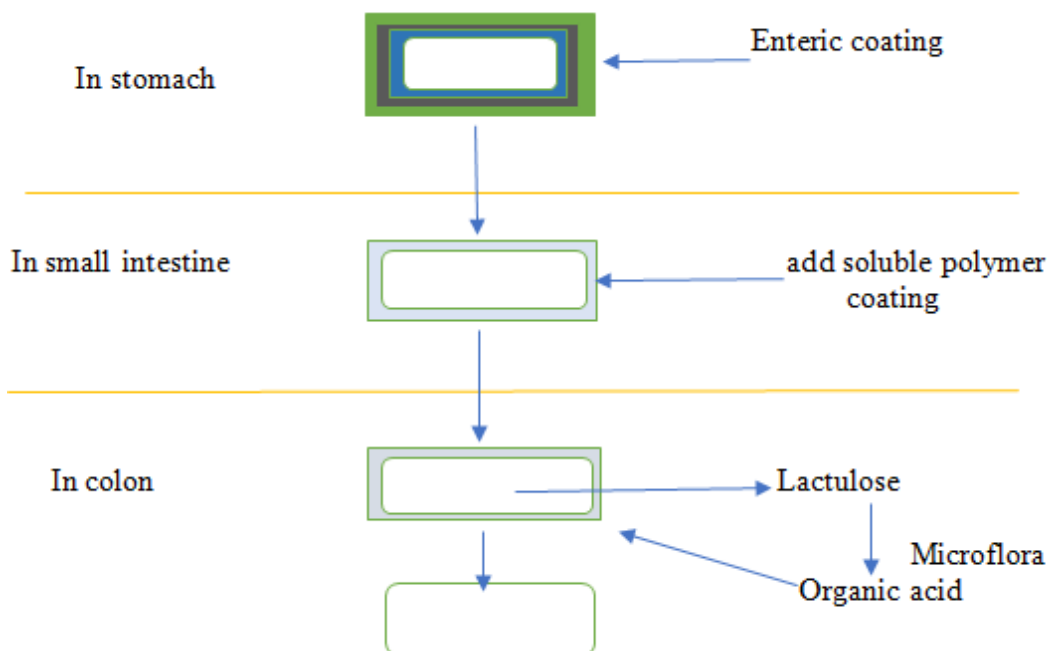 Enteric coating
In stomach
In small intestine
add soluble polymer
coating
In colon
Lactulose
Microflora
Organic acid